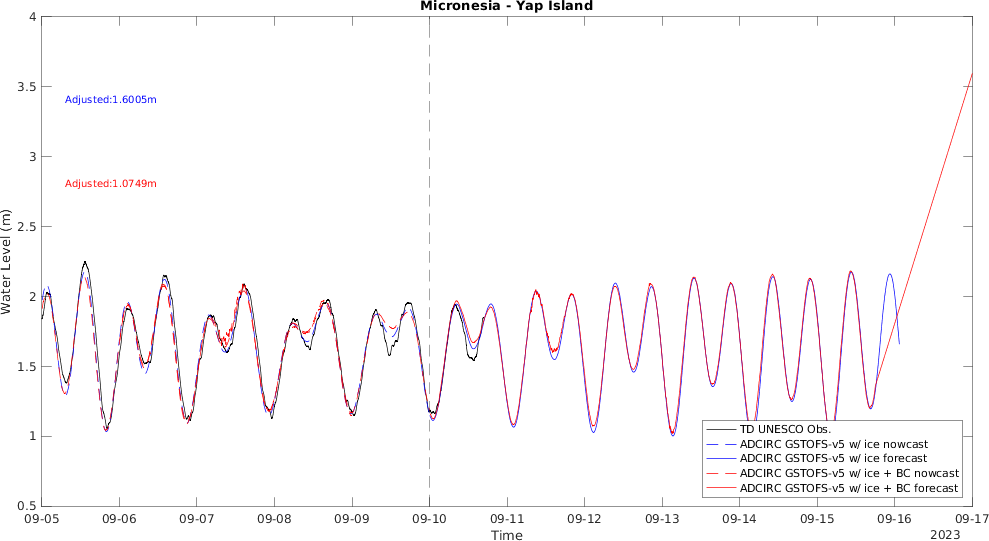 Micronesia - Yap Island
4
3.5
3
2.5
2
1.5
1
0.5
Water Level (m)
Adjusted:1.6005m
Adjusted:1.0749m
TD UNESCO Obs.
ADCIRC GSTOFS-v5 w/ ice nowcast
ADCIRC GSTOFS-v5 w/ ice forecast
ADCIRC GSTOFS-v5 w/ ice + BC nowcast
ADCIRC GSTOFS-v5 w/ ice + BC forecast
09-05 09-06 09-07 09-08 09-09 09-10 09-11 09-12 09-13 09-14 09-15 09-16 09-17
Time
2023